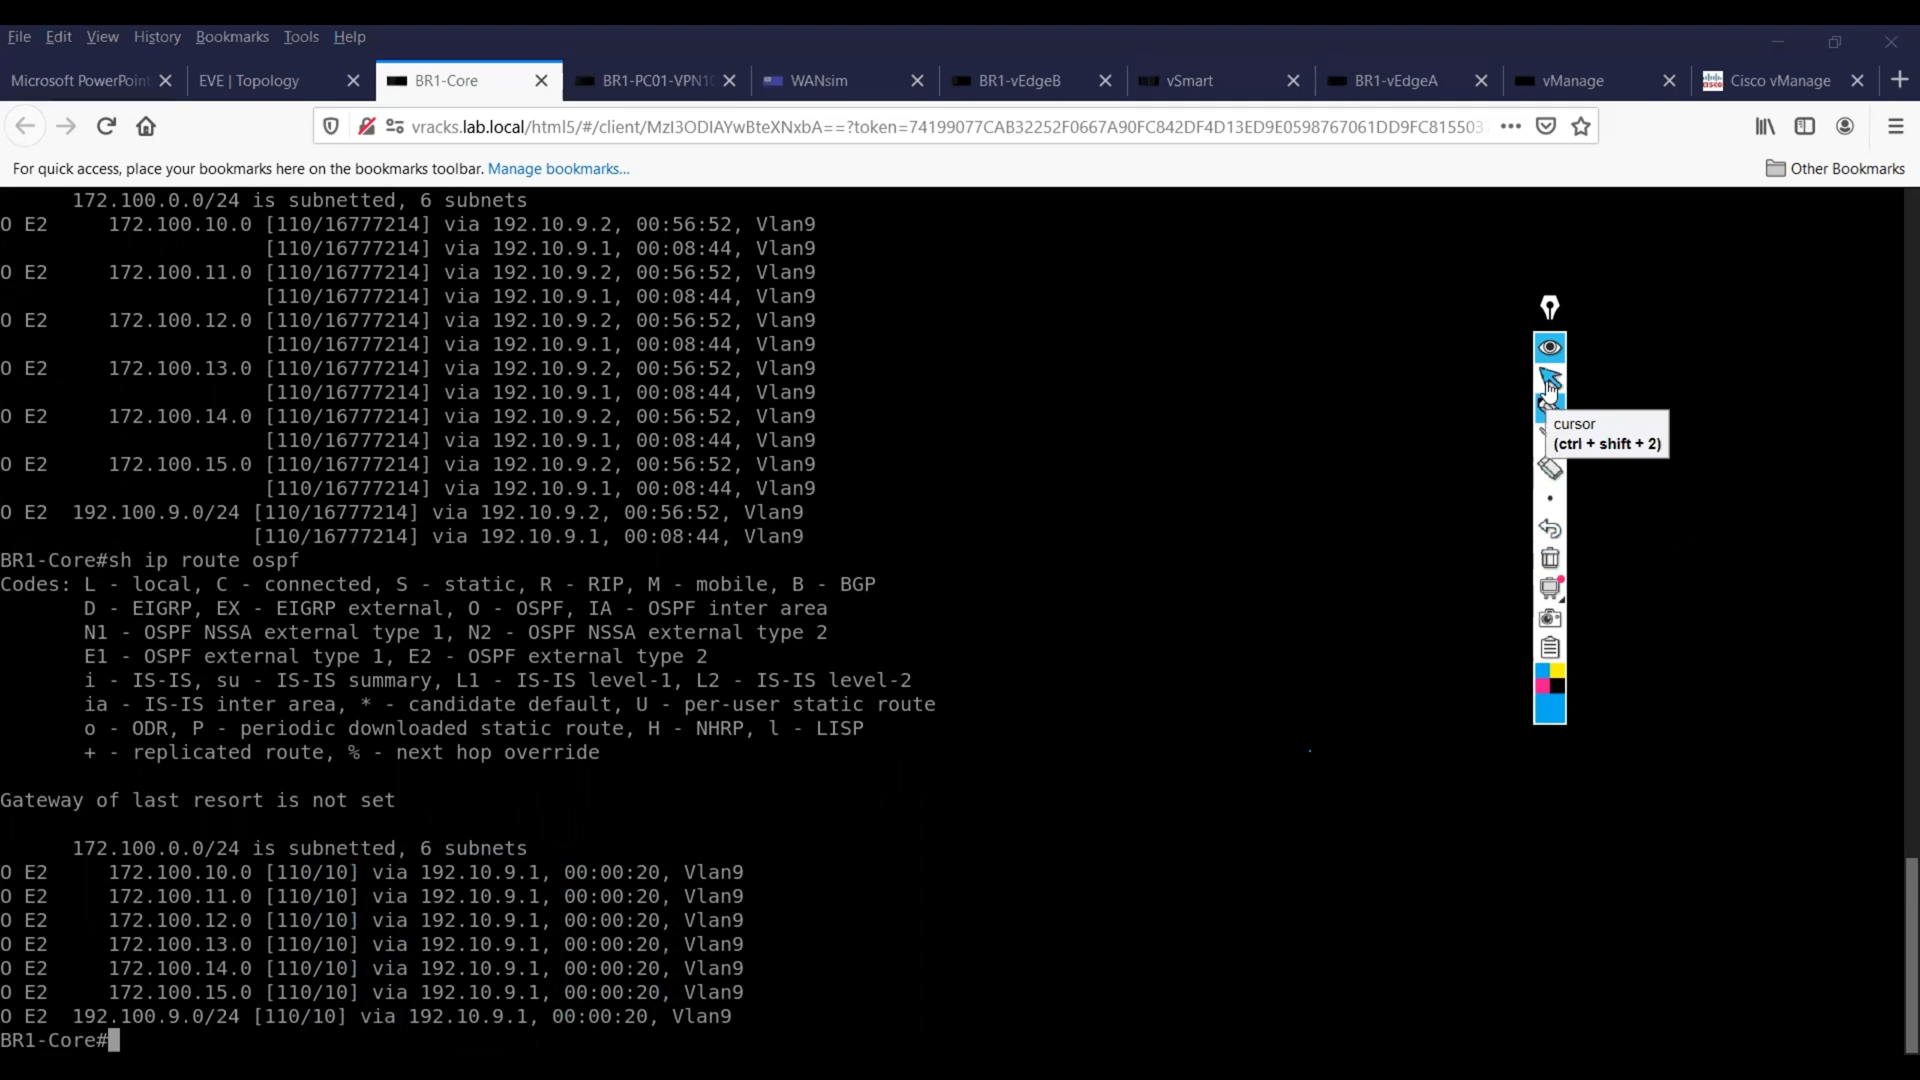 File Edit View History Bookmarks Tools Help
Microsoft PowerPoint EVE | Topology BR1-Core BR1-PC01-VPN10 WANsim BR1-vEdgeB vSmart BR1-vEdgeA vManage Cisco vManage
vracks.lab.local/html5/#/client/MzI3ODIAYwBteXNxbA==?token=74199077CAB32252F0667A90FC842DF4D13ED9E0598767061DD9FC815503
For quick access, place your bookmarks here on the bookmarks toolbar. Manage bookmarks... Other Bookmarks
172.100.0.0/24 is subnetted, 6 subnets
O E2 172.100.10.0 [110/16777214] via 192.10.9.2, 00:56:52, Vlan9
[110/16777214] via 192.10.9.1, 00:08:44, Vlan9
O E2 172.100.11.0 [110/16777214] via 192.10.9.2, 00:56:52, Vlan9
[110/16777214] via 192.10.9.1, 00:08:44, Vlan9
O E2 172.100.12.0 [110/16777214] via 192.10.9.2, 00:56:52, Vlan9
[110/16777214] via 192.10.9.1, 00:08:44, Vlan9
O E2 172.100.13.0 [110/16777214] via 192.10.9.2, 00:56:52, Vlan9
[110/16777214] via 192.10.9.1, 00:08:44, Vlan9
O E2 172.100.14.0 [110/16777214] via 192.10.9.2, 00:56:52, Vlan9
[110/16777214] via 192.10.9.1, 00:08:44, Vlan9
O E2 172.100.15.0 [110/16777214] via 192.10.9.2, 00:56:52, Vlan9
[110/16777214] via 192.10.9.1, 00:08:44, Vlan9
O E2 192.100.9.0/24 [110/16777214] via 192.10.9.2, 00:56:52, Vlan9
[110/16777214] via 192.10.9.1, 00:08:44, Vlan9
BR1-Core#sh ip route ospf
Codes: L - local, C - connected, S - static, R - RIP, M - mobile, B - BGP
D - EIGRP, EX - EIGRP external, O - OSPF, IA - OSPF inter area
N1 - OSPF NSSA external type 1, N2 - OSPF NSSA external type 2
E1 - OSPF external type 1, E2 - OSPF external type 2
i - IS-IS, su - IS-IS summary, L1 - IS-IS level-1, L2 - IS-IS level-2
ia - IS-IS inter area, * - candidate default, U - per-user static route
o - ODR, P - periodic downloaded static route, H - NHRP, l - LISP
+ - replicated route, % - next hop override
Gateway of last resort is not set
172.100.0.0/24 is subnetted, 6 subnets
O E2 172.100.10.0 [110/10] via 192.10.9.1, 00:00:20, Vlan9
O E2 172.100.11.0 [110/10] via 192.10.9.1, 00:00:20, Vlan9
O E2 172.100.12.0 [110/10] via 192.10.9.1, 00:00:20, Vlan9
O E2 172.100.13.0 [110/10] via 192.10.9.1, 00:00:20, Vlan9
O E2 172.100.14.0 [110/10] via 192.10.9.1, 00:00:20, Vlan9
O E2 172.100.15.0 [110/10] via 192.10.9.1, 00:00:20, Vlan9
O E2 192.100.9.0/24 [110/10] via 192.10.9.1, 00:00:20, Vlan9
BR1-Core#
cursor
(ctrl + shift + 2)